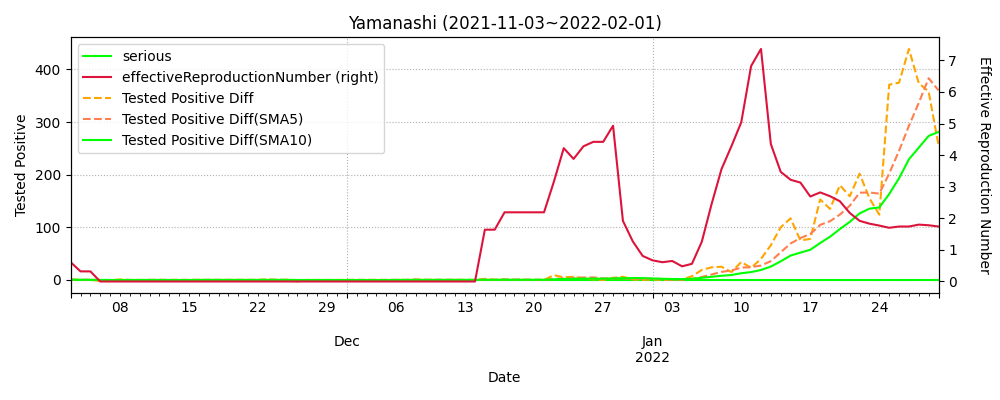 Yamanashi (2021-11-03~2022-02-01)
serious
effectiveReproductionNumber (right)
Tested Positive Diff
Tested Positive Diff(SMA5)
Tested Positive Diff(SMA10)
Tested Positive
400
300
200
100
0
7
6
5
4
3
2
1
0
Effective Reproduction Number
08 15 22 29 06 13 20 27 03 10 17 24
Dec Jan
2022
Date